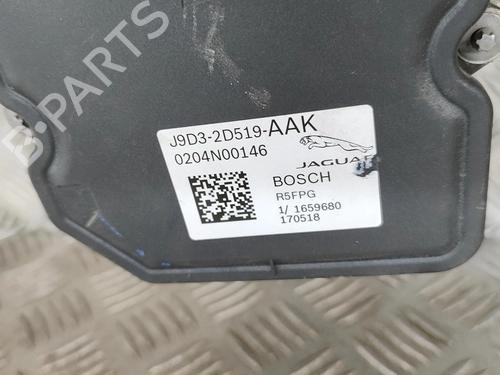 J9D3-2D519-AAK
0204N00146
JAGUAR
BOSCH
R5FPG
1/ 1659680
170518
B-Parts